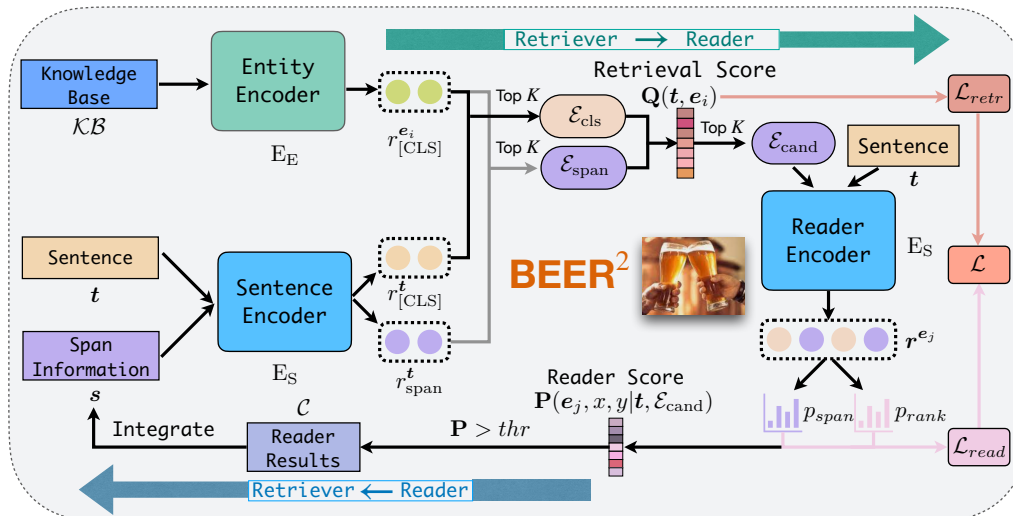 Retriever → Reader
Knowledge
Base
𝒦ℬ
Entity
Encoder
E_E
r^{e_i}_{[CLS]}
Top K
Top K
ℰ_cls
ℰ_span
Retrieval Score
Q(t, e_i)
Top K
ℰ_cand
Sentence
t
ℒ_retr
Reader
Encoder
E_S
ℒ
BEER²
Sentence
t
Span
Information
s
Sentence
Encoder
E_S
r^t_{[CLS]}
r^t_{span}
r^{e_j}
p_span
p_rank
ℒ_read
Reader Score
P(e_j, x, y|t, ℰ_cand)
P > thr
𝒞
Reader
Results
Integrate
Retriever ← Reader